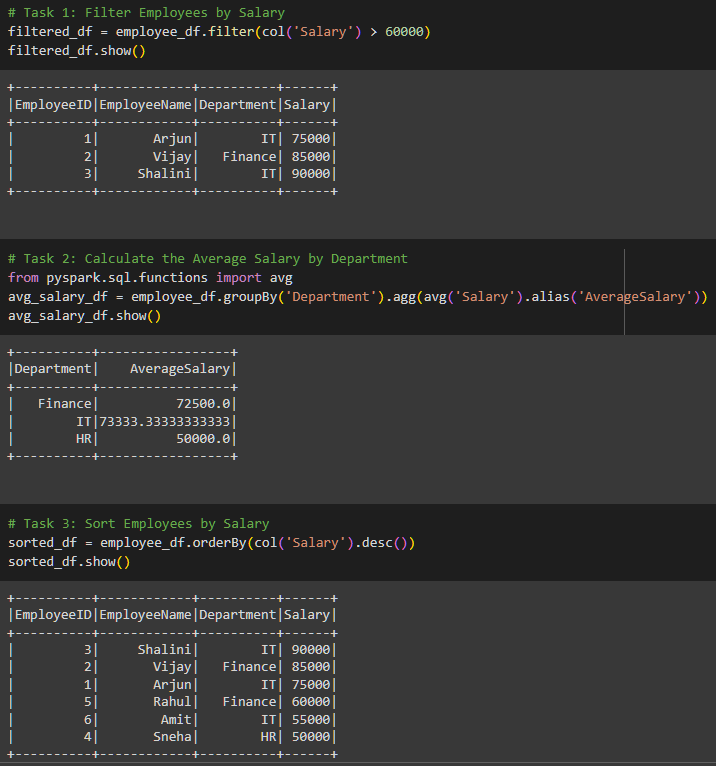 # Task 1: Filter Employees by Salary
filtered_df = employee_df.filter(col('Salary') > 60000)
filtered_df.show()
+----------+------------+----------+------+
|EmployeeID|EmployeeName|Department|Salary|
+----------+------------+----------+------+
|         1|       Arjun|        IT| 75000|
|         2|       Vijay|   Finance| 85000|
|         3|     Shalini|        IT| 90000|
+----------+------------+----------+------+
# Task 2: Calculate the Average Salary by Department
from pyspark.sql.functions import avg
avg_salary_df = employee_df.groupBy('Department').agg(avg('Salary').alias('AverageSalary'))
avg_salary_df.show()
+----------+-----------------+
|Department|    AverageSalary|
+----------+-----------------+
|   Finance|          72500.0|
|        IT|73333.33333333333|
|        HR|          50000.0|
+----------+-----------------+
# Task 3: Sort Employees by Salary
sorted_df = employee_df.orderBy(col('Salary').desc())
sorted_df.show()
+----------+------------+----------+------+
|EmployeeID|EmployeeName|Department|Salary|
+----------+------------+----------+------+
|         3|     Shalini|        IT| 90000|
|         2|       Vijay|   Finance| 85000|
|         1|       Arjun|        IT| 75000|
|         5|       Rahul|   Finance| 60000|
|         6|        Amit|        IT| 55000|
|         4|       Sneha|        HR| 50000|
+----------+------------+----------+------+